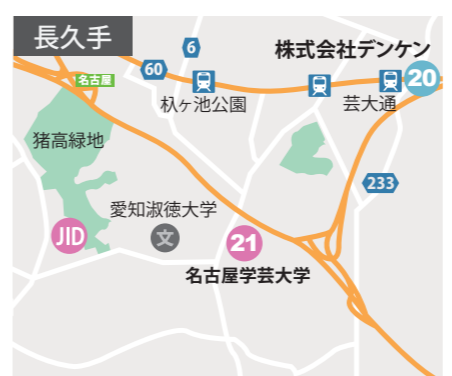 長久手
6
株式会社デンケン
60
名古屋
20
杁ヶ池公園
芸大通
猪高緑地
233
愛知淑徳大学
JID
文
21
名古屋学芸大学